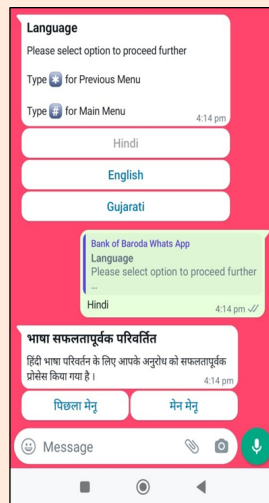 Language
Please select option to proceed further
Type * for Previous Menu
Type # for Main Menu
4:14 pm
Hindi
English
Gujarati
Bank of Baroda Whats App
Language
Please select option to proceed further
...
Hindi
4:14 pm
भाषा सफलतापूर्वक परिवर्तित
हिंदी भाषा परिवर्तन के लिए आपके अनुरोध को सफलतापूर्वक
प्रोसेस किया गया है ।
4:14 pm
पिछला मेनू
मेन मेनू
Message